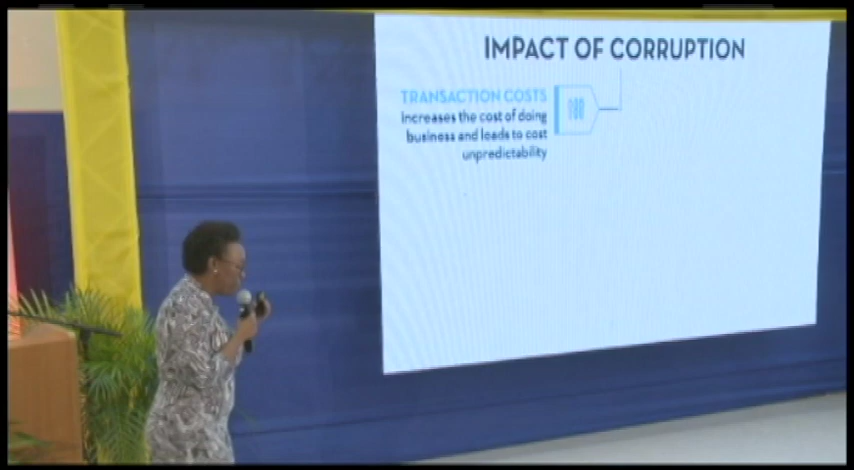 IMPACT OF CORRUPTION
TRANSACTION COSTS
increases the cost of doing
business and leads to cost
unpredictability